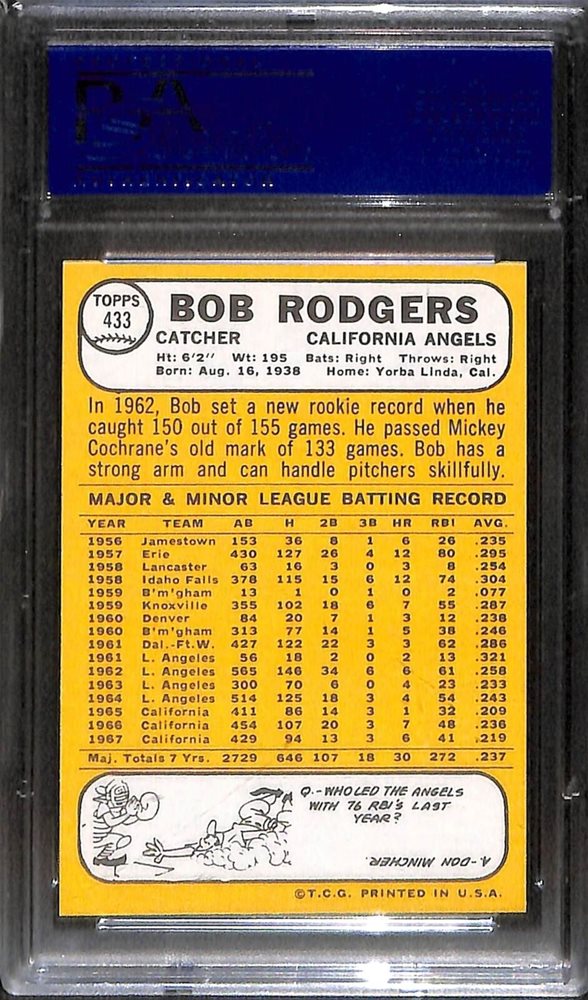 PSA
TOPPS
433
BOB RODGERS
CATCHER CALIFORNIA ANGELS
Ht: 6'2" Wt: 195 Bats: Right Throws: Right
Born: Aug. 16, 1938 Home: Yorba Linda, Cal.
In 1962, Bob set a new rookie record when he
caught 150 out of 155 games. He passed Mickey
Cochrane's old mark of 133 games. Bob has a
strong arm and can handle pitchers skillfully.
MAJOR & MINOR LEAGUE BATTING RECORD
YEAR TEAM AB H 2B 3B HR RBI AVG.
1956 Jamestown 153 36 8 1 6 26 .235
1957 Erie 430 127 26 4 12 80 .295
1958 Lancaster 63 16 3 0 3 8 .254
1958 Idaho Falls 378 115 15 6 12 74 .304
1959 B'm'gham 13 1 0 1 0 2 .077
1959 Knoxville 355 102 18 6 7 55 .287
1960 Denver 84 20 7 1 3 12 .238
1960 B'm'gham 313 77 14 1 5 38 .246
1961 Dal.-Ft.W. 427 122 22 3 3 62 .286
1961 L. Angeles 56 18 2 0 2 13 .321
1962 L. Angeles 565 146 34 6 6 61 .258
1963 L. Angeles 300 70 6 0 4 23 .233
1964 L. Angeles 514 125 18 3 4 54 .243
1965 California 411 86 14 3 1 32 .209
1966 California 454 107 20 3 7 48 .236
1967 California 429 94 13 3 6 41 .219
Maj. Totals 7 Yrs. 2729 646 107 18 30 272 .237
Q.-WHO LED THE ANGELS
WITH 76 RBI'S LAST
YEAR?
A.-DON MINCHER.
©T.C.G. PRINTED IN U.S.A.